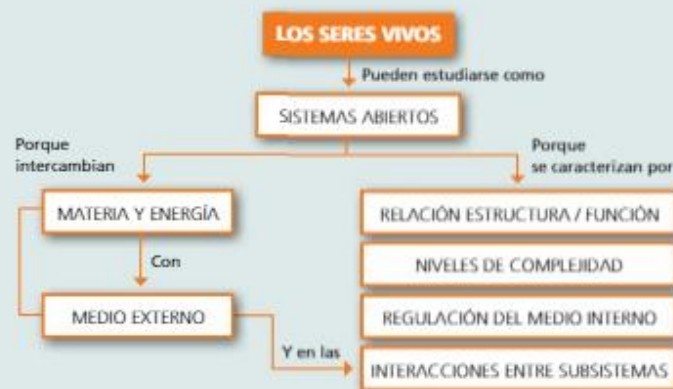 LOS SERES VIVOS
Pueden estudiarse como
SISTEMAS ABIERTOS
Porque
intercambian
Porque
se caracterizan por
MATERIA Y ENERGÍA
RELACIÓN ESTRUCTURA / FUNCIÓN
Con
NIVELES DE COMPLEJIDAD
MEDIO EXTERNO
REGULACIÓN DEL MEDIO INTERNO
Y en las
INTERACCIONES ENTRE SUBSISTEMAS